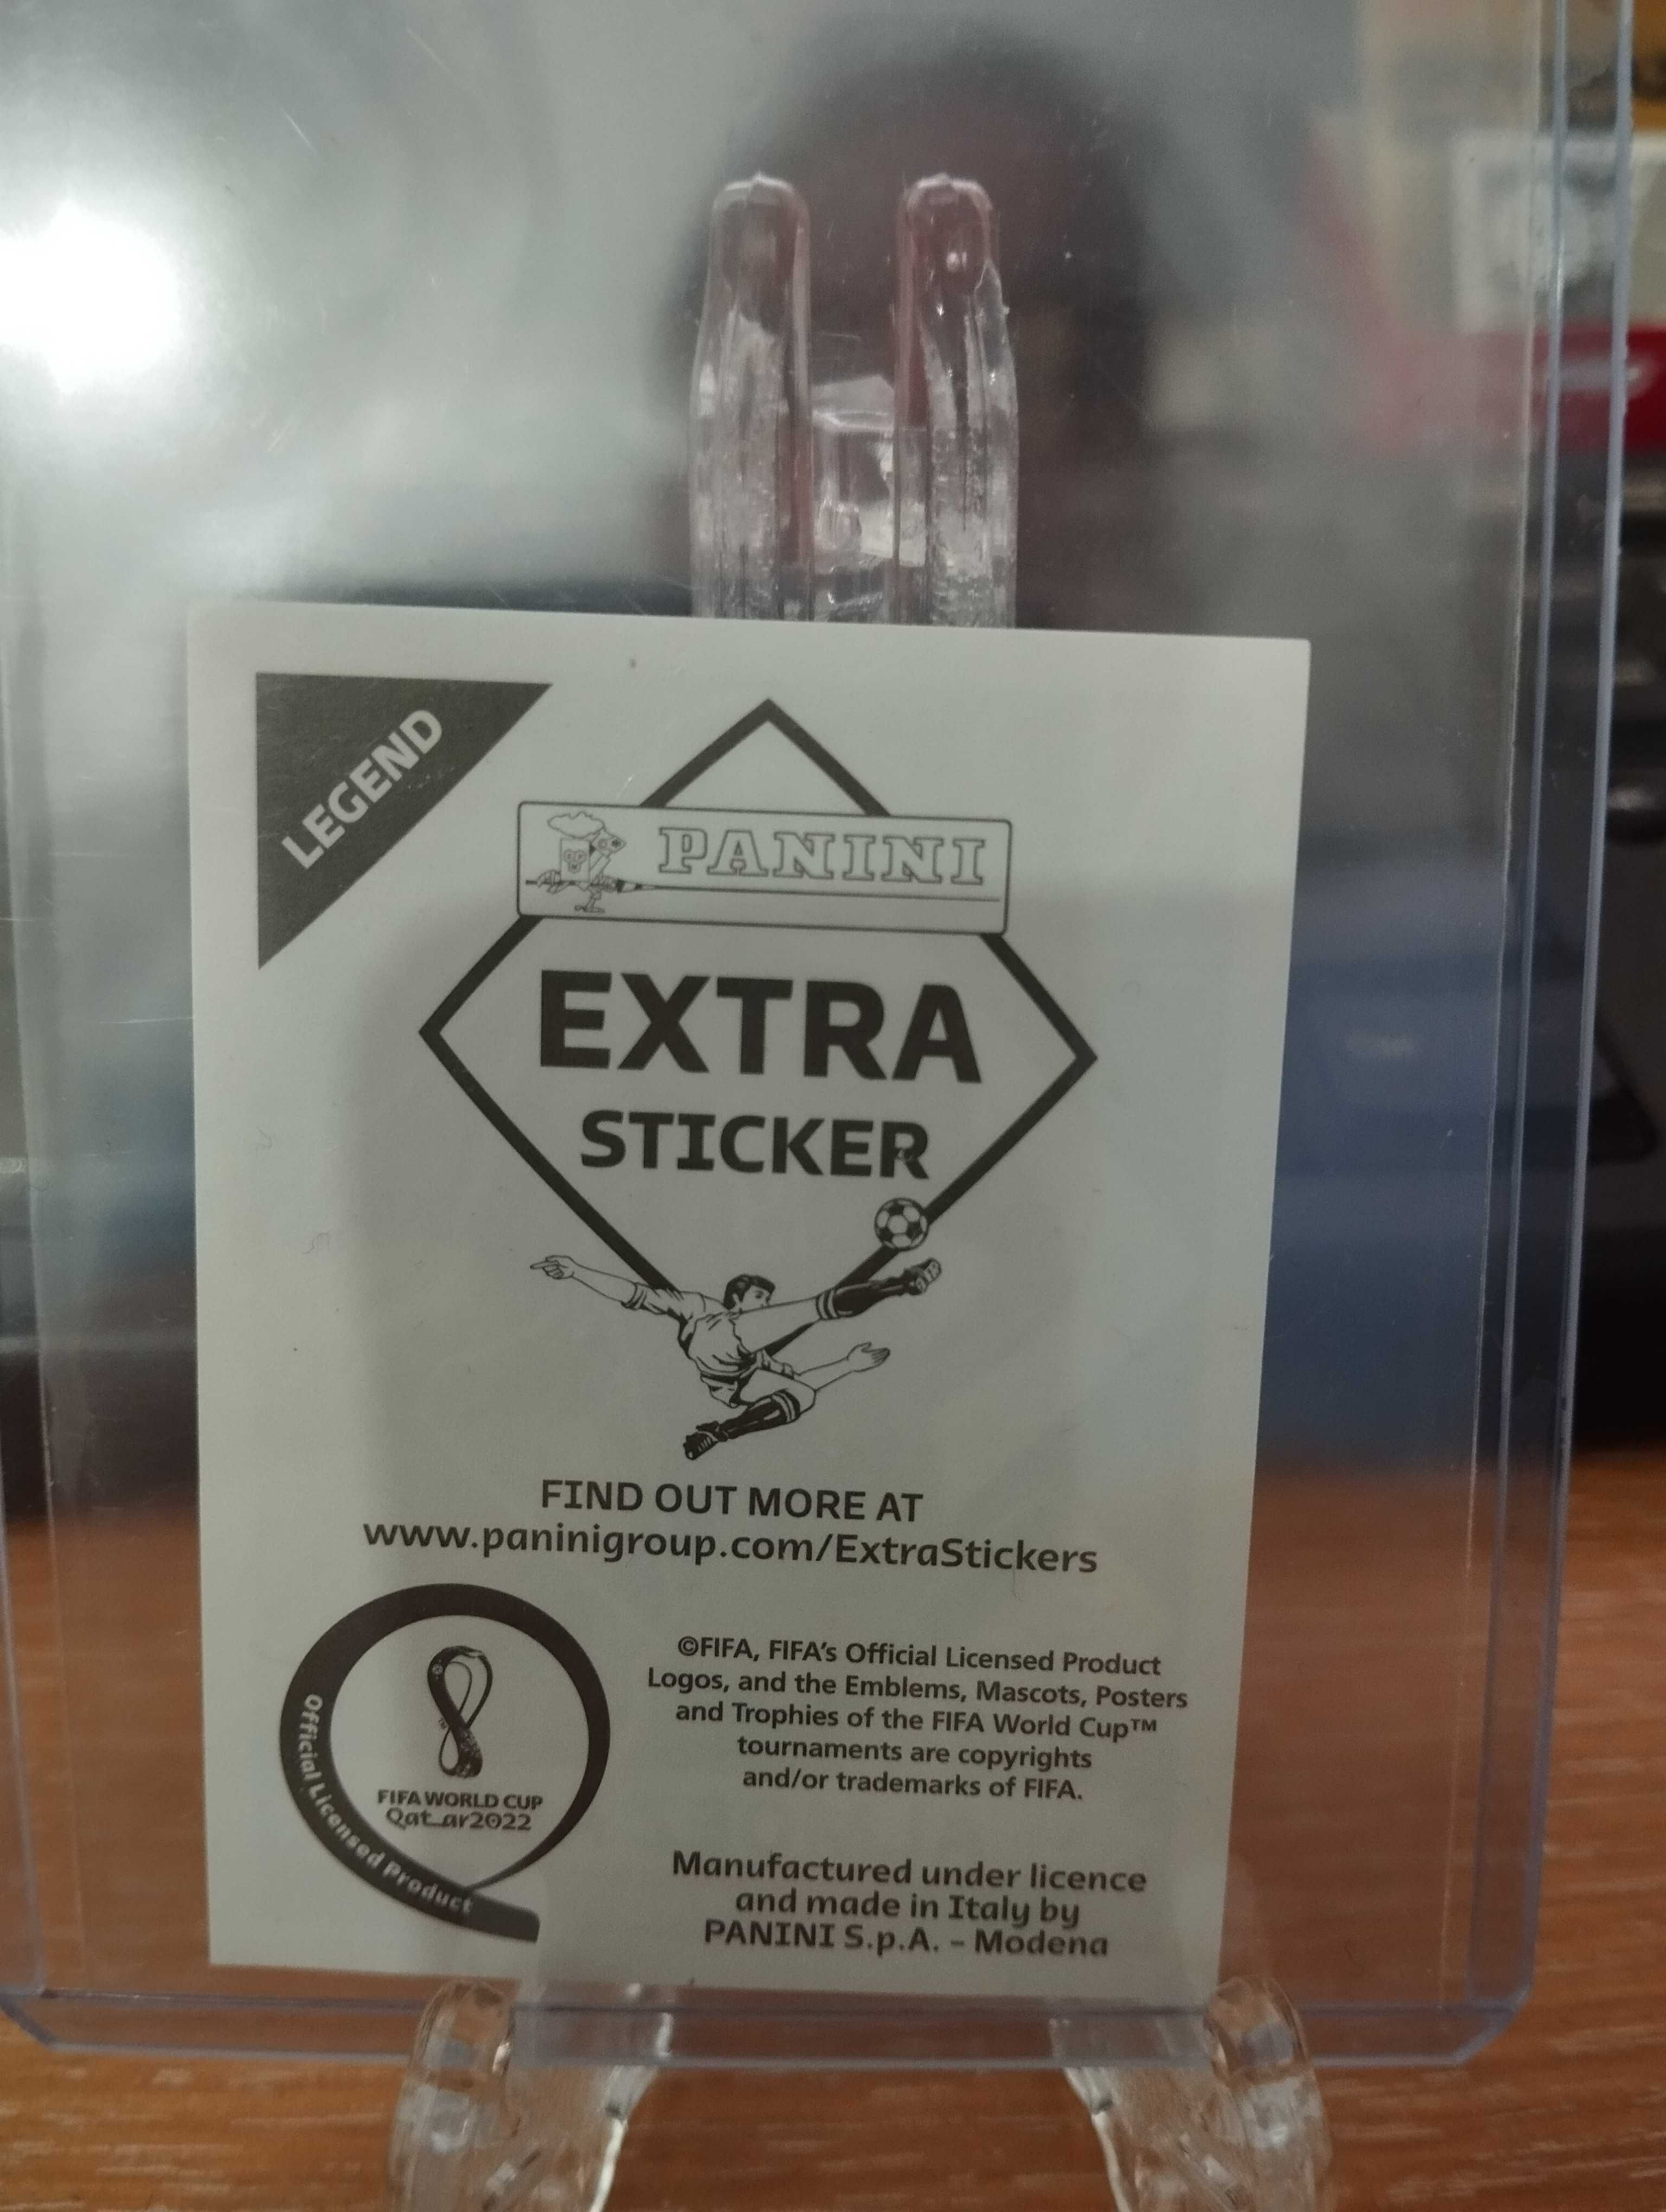 LEGEND
PANINI
EXTRA
STICKER
FIND OUT MORE AT
www.paninigroup.com/ExtraStickers
Official Licensed Product
FIFA WORLD CUP
Qatar2022
©FIFA, FIFA's Official Licensed Product
Logos, and the Emblems, Mascots, Posters
and Trophies of the FIFA World Cup™
tournaments are copyrights
and/or trademarks of FIFA.
Manufactured under licence
and made in Italy by
PANINI S.p.A. – Modena